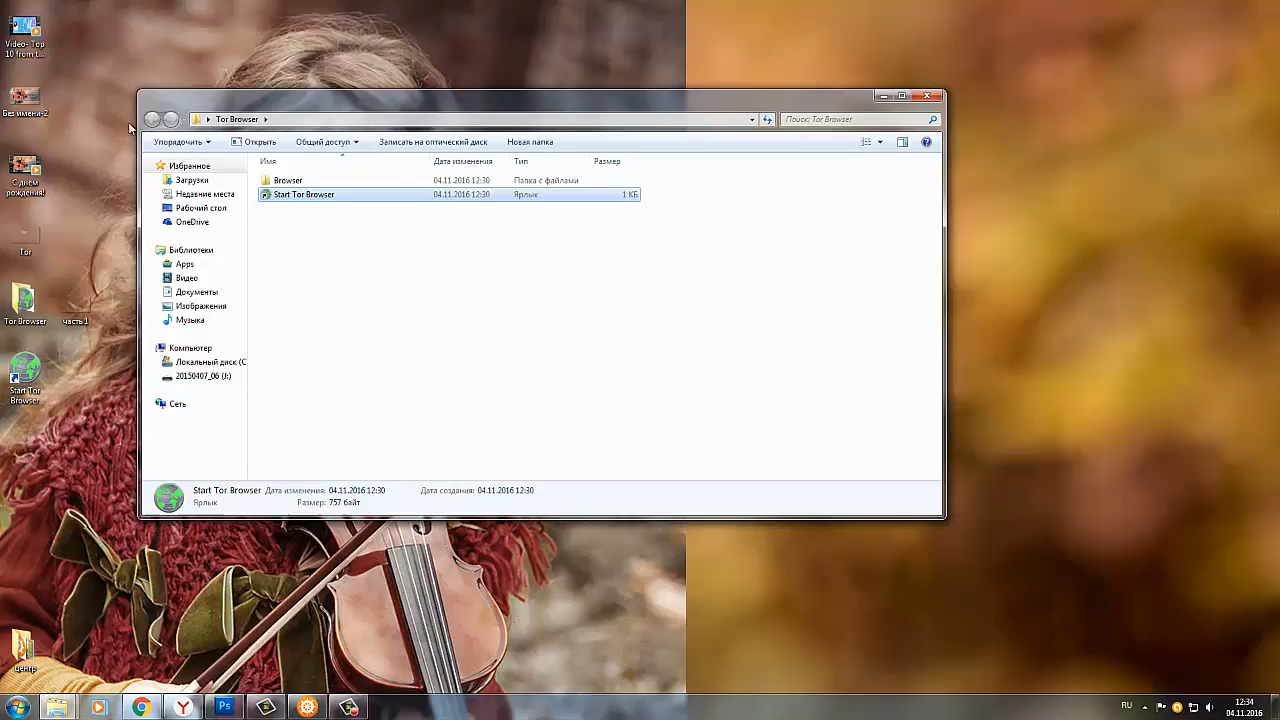 Video- Top
10 from t...
Без имени-2
С днем
рождения!
Tor
Tor Browser
часть 1
Start Tor
Browser
центр
Tor Browser
Поиск: Tor Browser
Упорядочить
Открыть
Общий доступ
Записать на оптический диск
Новая папка
Избранное
Загрузки
Недавние места
Рабочий стол
OneDrive
Библиотеки
Apps
Видео
Документы
Изображения
Музыка
Компьютер
Локальный диск (C
20150407_06 (J:)
Сеть
Имя Дата изменения Тип Размер
Browser 04.11.2016 12:30 Папка с файлами
Start Tor Browser 04.11.2016 12:30 Ярлык 1 КБ
Start Tor Browser Дата изменения: 04.11.2016 12:30 Дата создания: 04.11.2016 12:30
Ярлык Размер: 757 байт
Ps
RU
12:34
04.11.2016